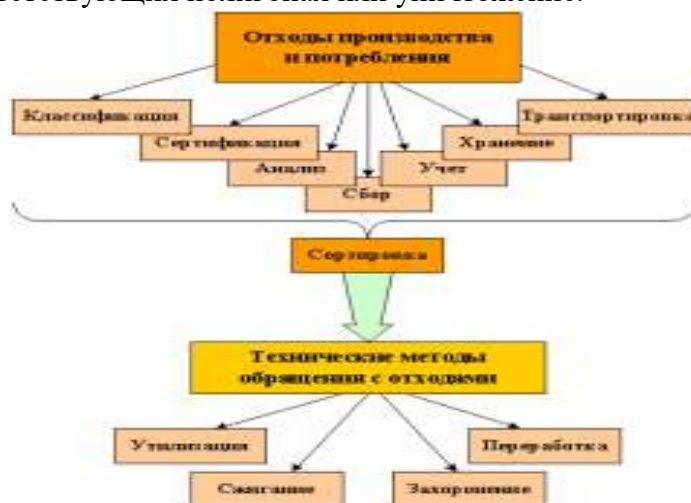 Отходы производства
и потребления
Классификация
Транспортировка
Сертификация
Хранение
Анализ
Учет
Сбор
Сортировка
Технические методы
обращения с отходами
Утилизация
Переработка
Сжигание
Захоронение